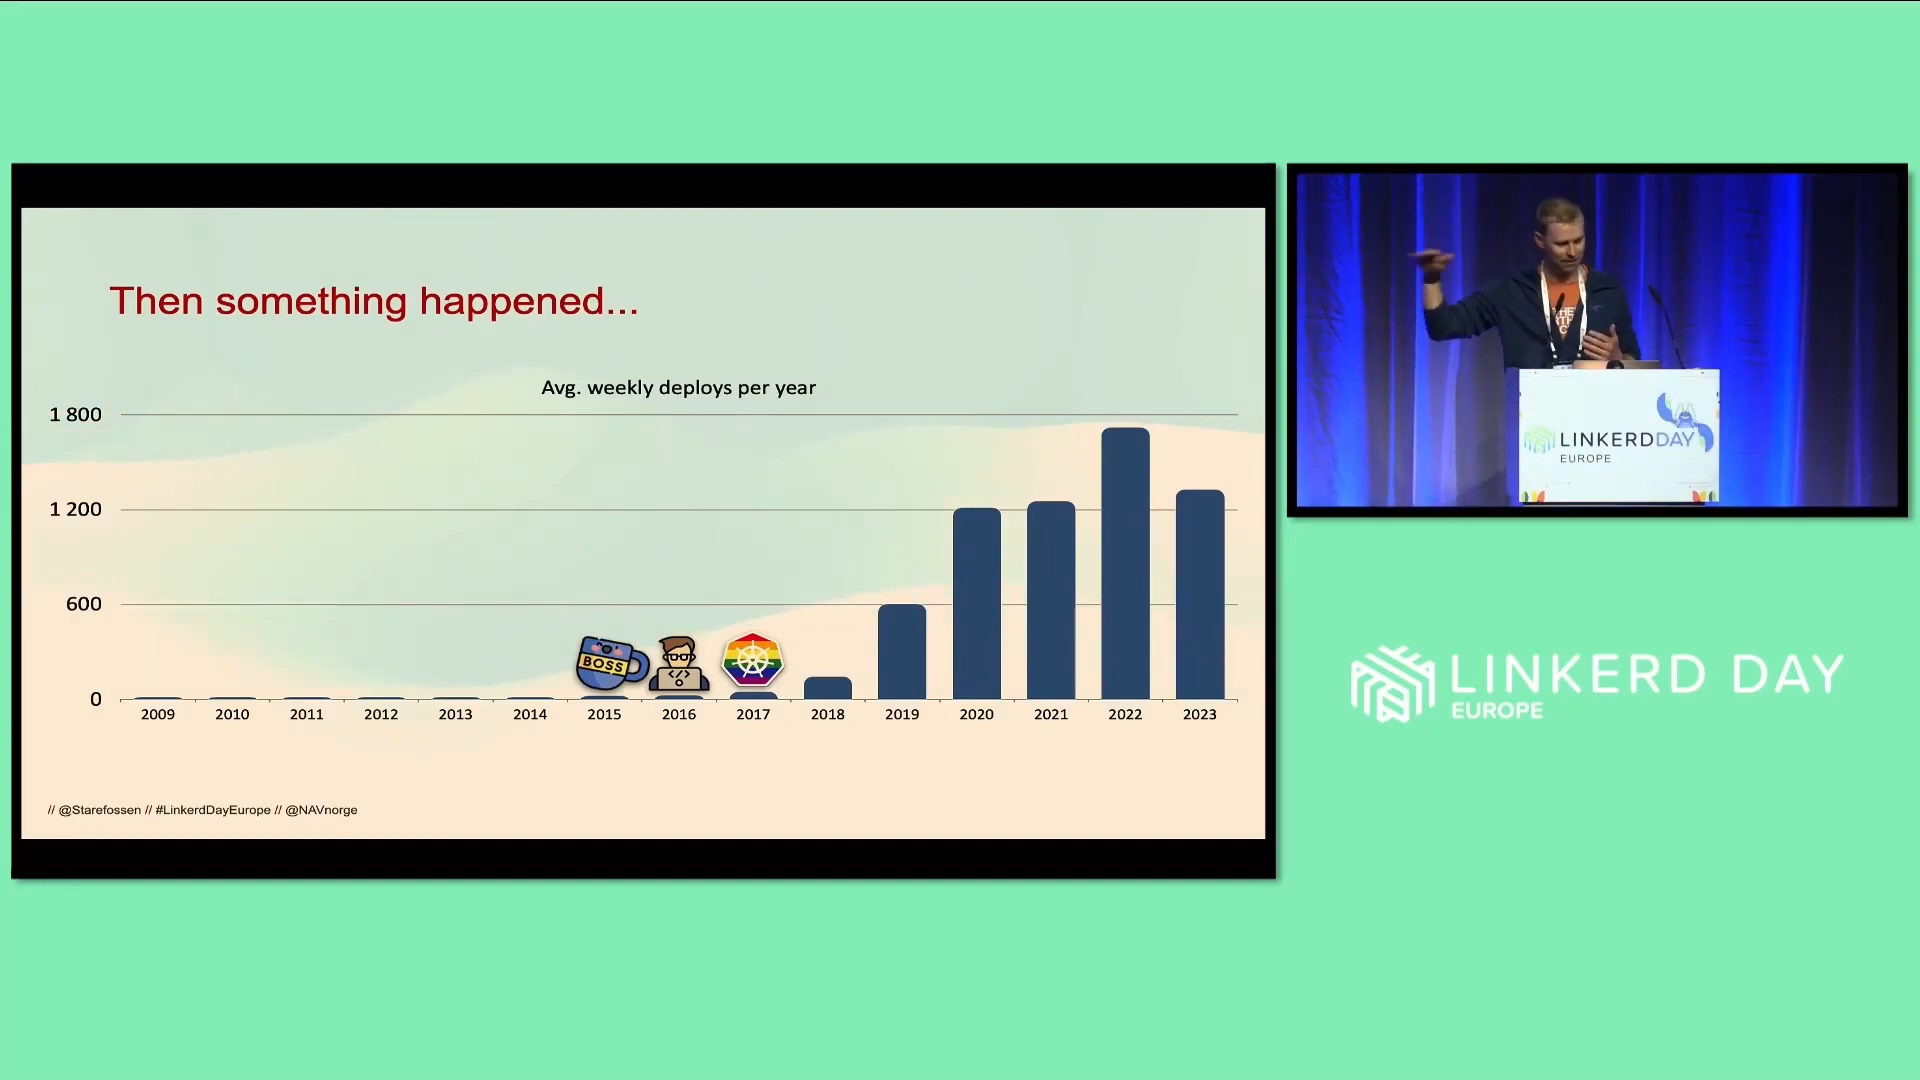 Then something happened...
Avg. weekly deploys per year
1 800
1 200
600
0
BOSS
</>
2009 2010 2011 2012 2013 2014 2015 2016 2017 2018 2019 2020 2021 2022 2023
// @Starefossen // #LinkerdDayEurope // @NAVnorge
LINKERDDAY
EUROPE
LINKERD DAY
EUROPE